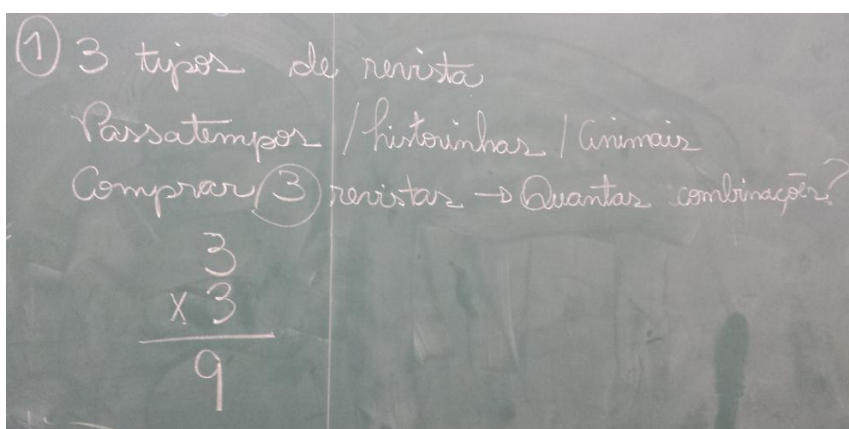 1 3 tipos de revista
Passatempos / historinhas / Animais
Comprar 3 revistas → Quantas combinações?
3
x 3
9